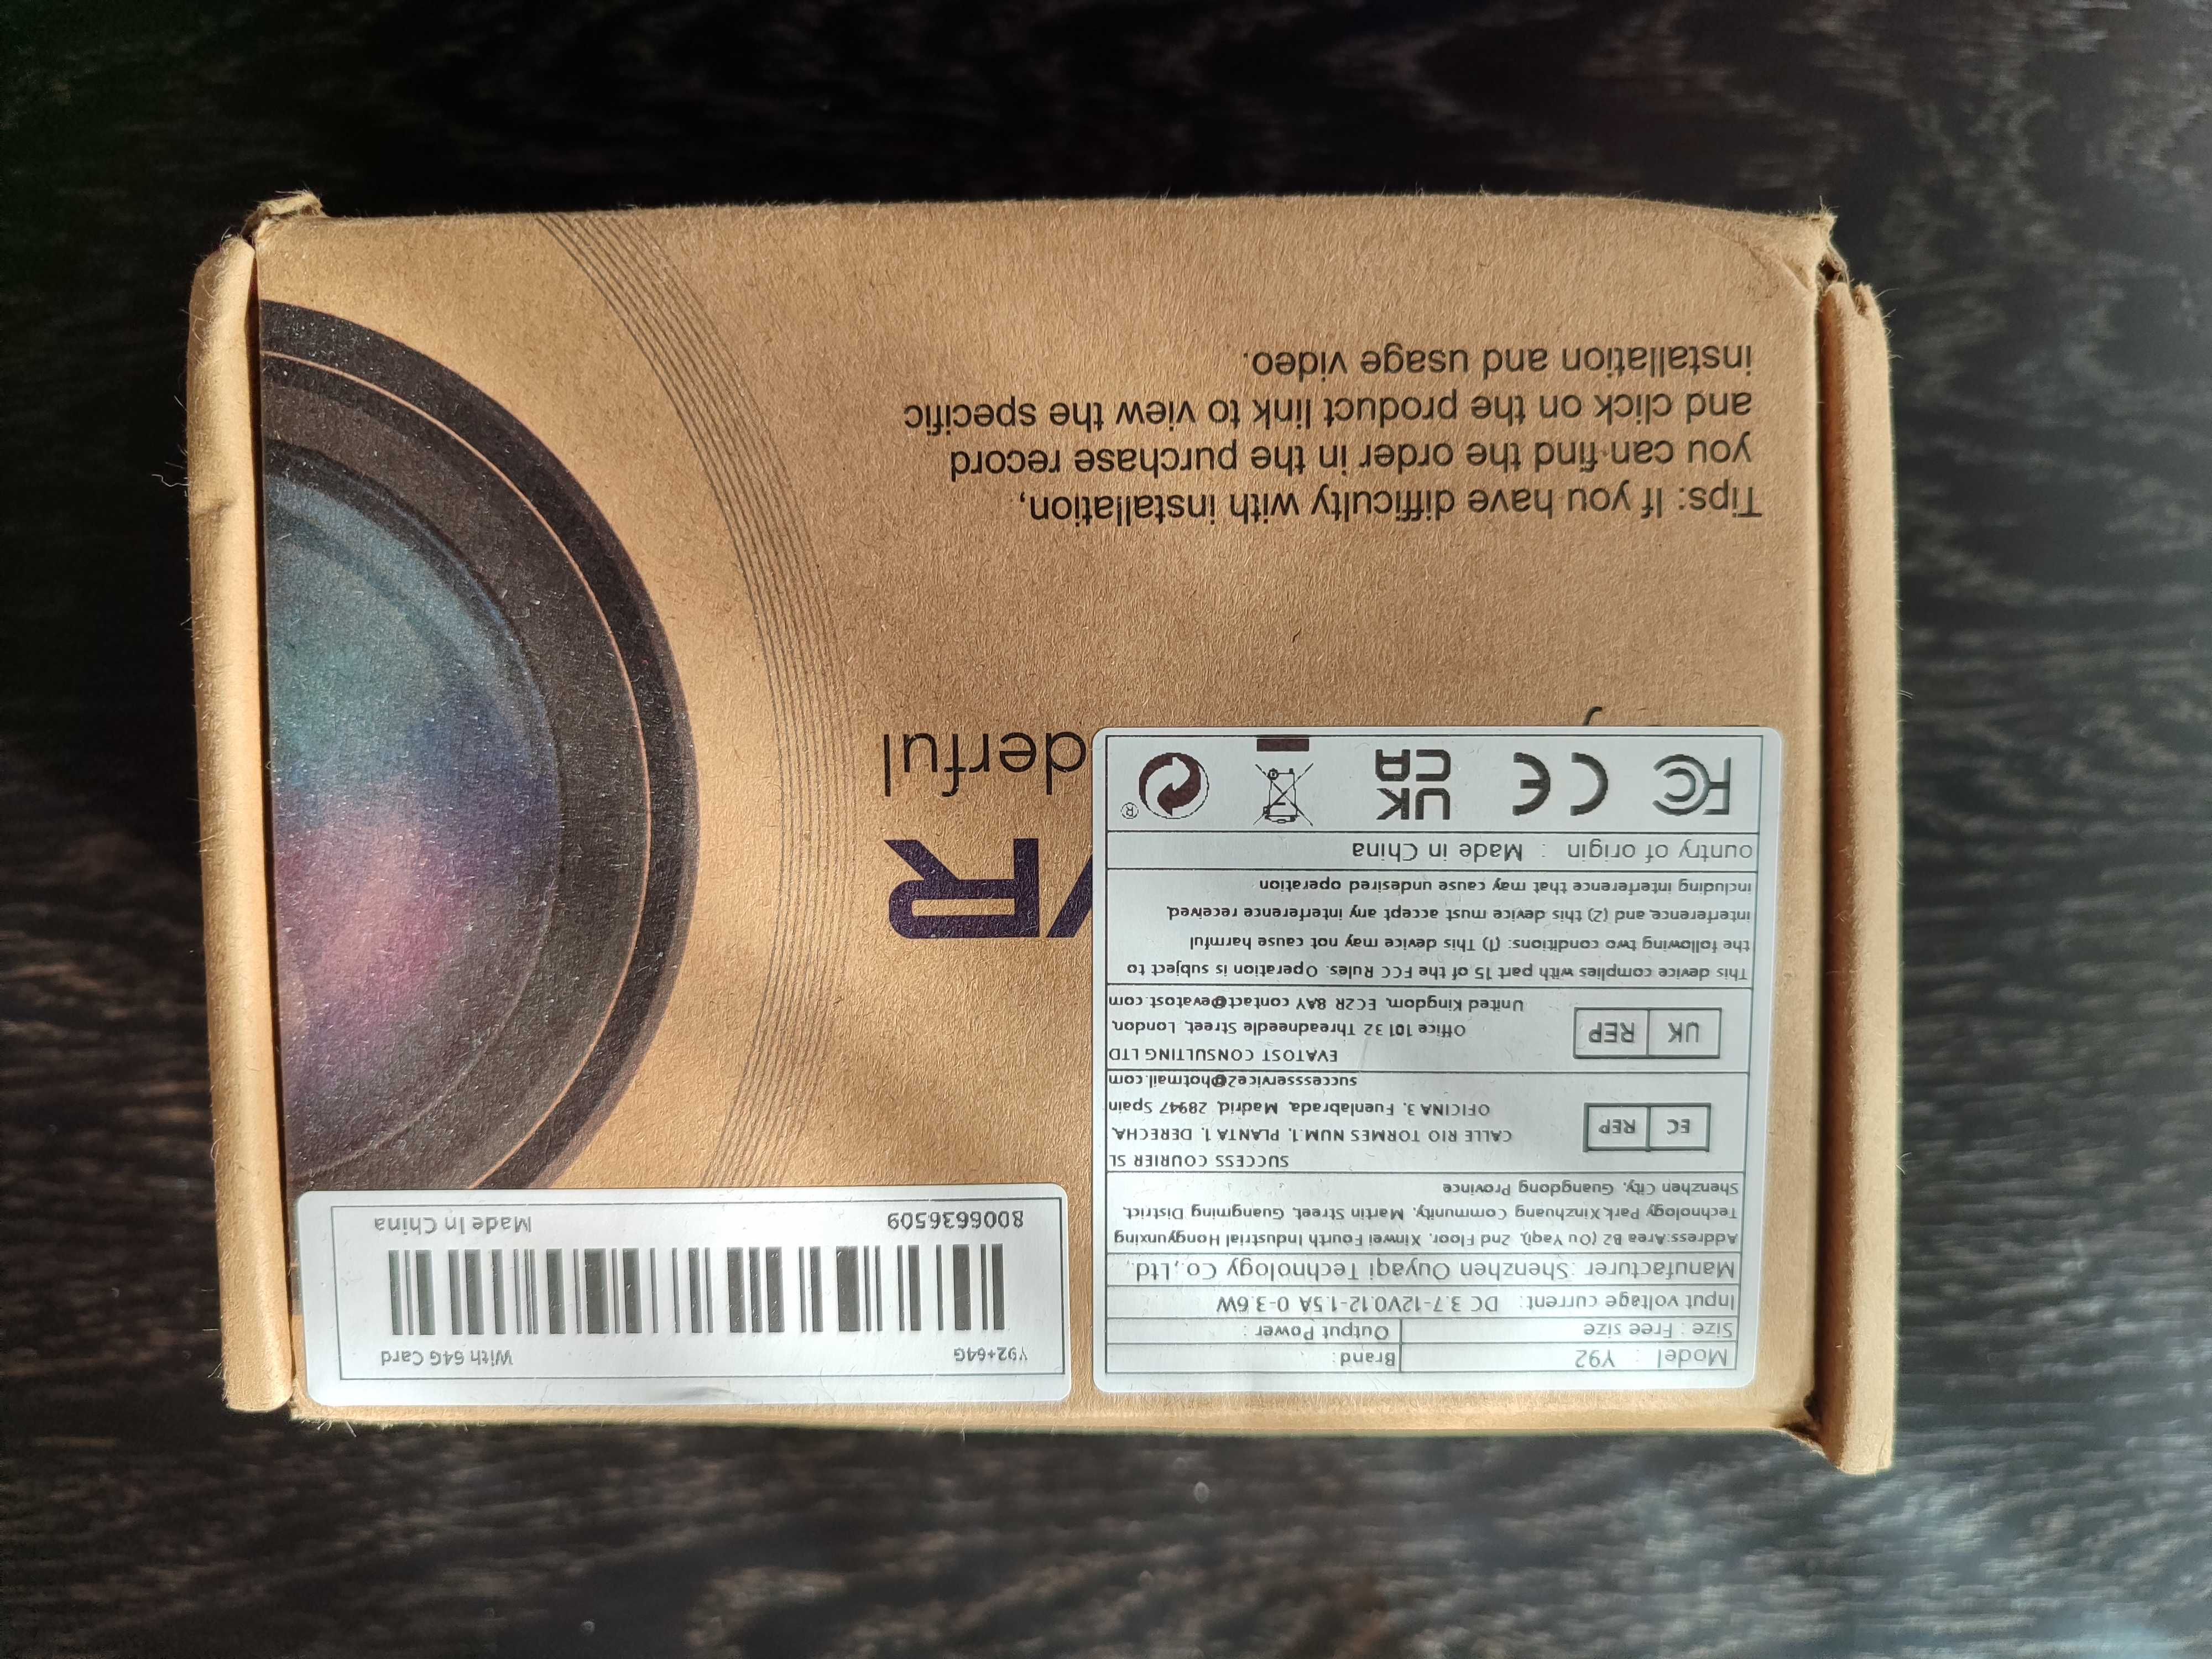 Model : Y92
Brand:
Size : Free size
Output Power :
Input voltage current: DC 3.7-12V0.12-1.5A 0-3.6W
Manufacturer :Shenzhen Ouyaqi Technology Co.,Ltd.
Address:Area B2 (Ou Yaqi), 2nd Floor, Xinwei Fourth Industrial Hongyunxing
Technology Park, Xinzhuang Community, Martin Street, Guangming District,
Shenzhen City, Guangdong Province
EC REP
SUCCESS COURIER SL
CALLE RIO TORMES NUM.1, PLANTA 1, DERECHA,
OFICINA 3, Fuenlabrada, Madrid, 28947 Spain
successservice2@hotmail.com
UK REP
EVATOST CONSULTING LTD
Office 101 32 Threadneedle Street, London,
United Kingdom, EC2R 8AY contact@evatost.com
This device complies with part 15 of the FCC Rules. Operation is subject to
the following two conditions: (1) This device may not cause harmful
interference, and (2) this device must accept any interference received,
including interference that may cause undesired operation
ountry of origin : Made in China
FC CE UK CA ®
Y92+64G
With 64G Card
8006636509
Made In China
VR
derful
Tips: If you have difficulty with installation,
you can find the order in the purchase record
and click on the product link to view the specific
installation and usage video.